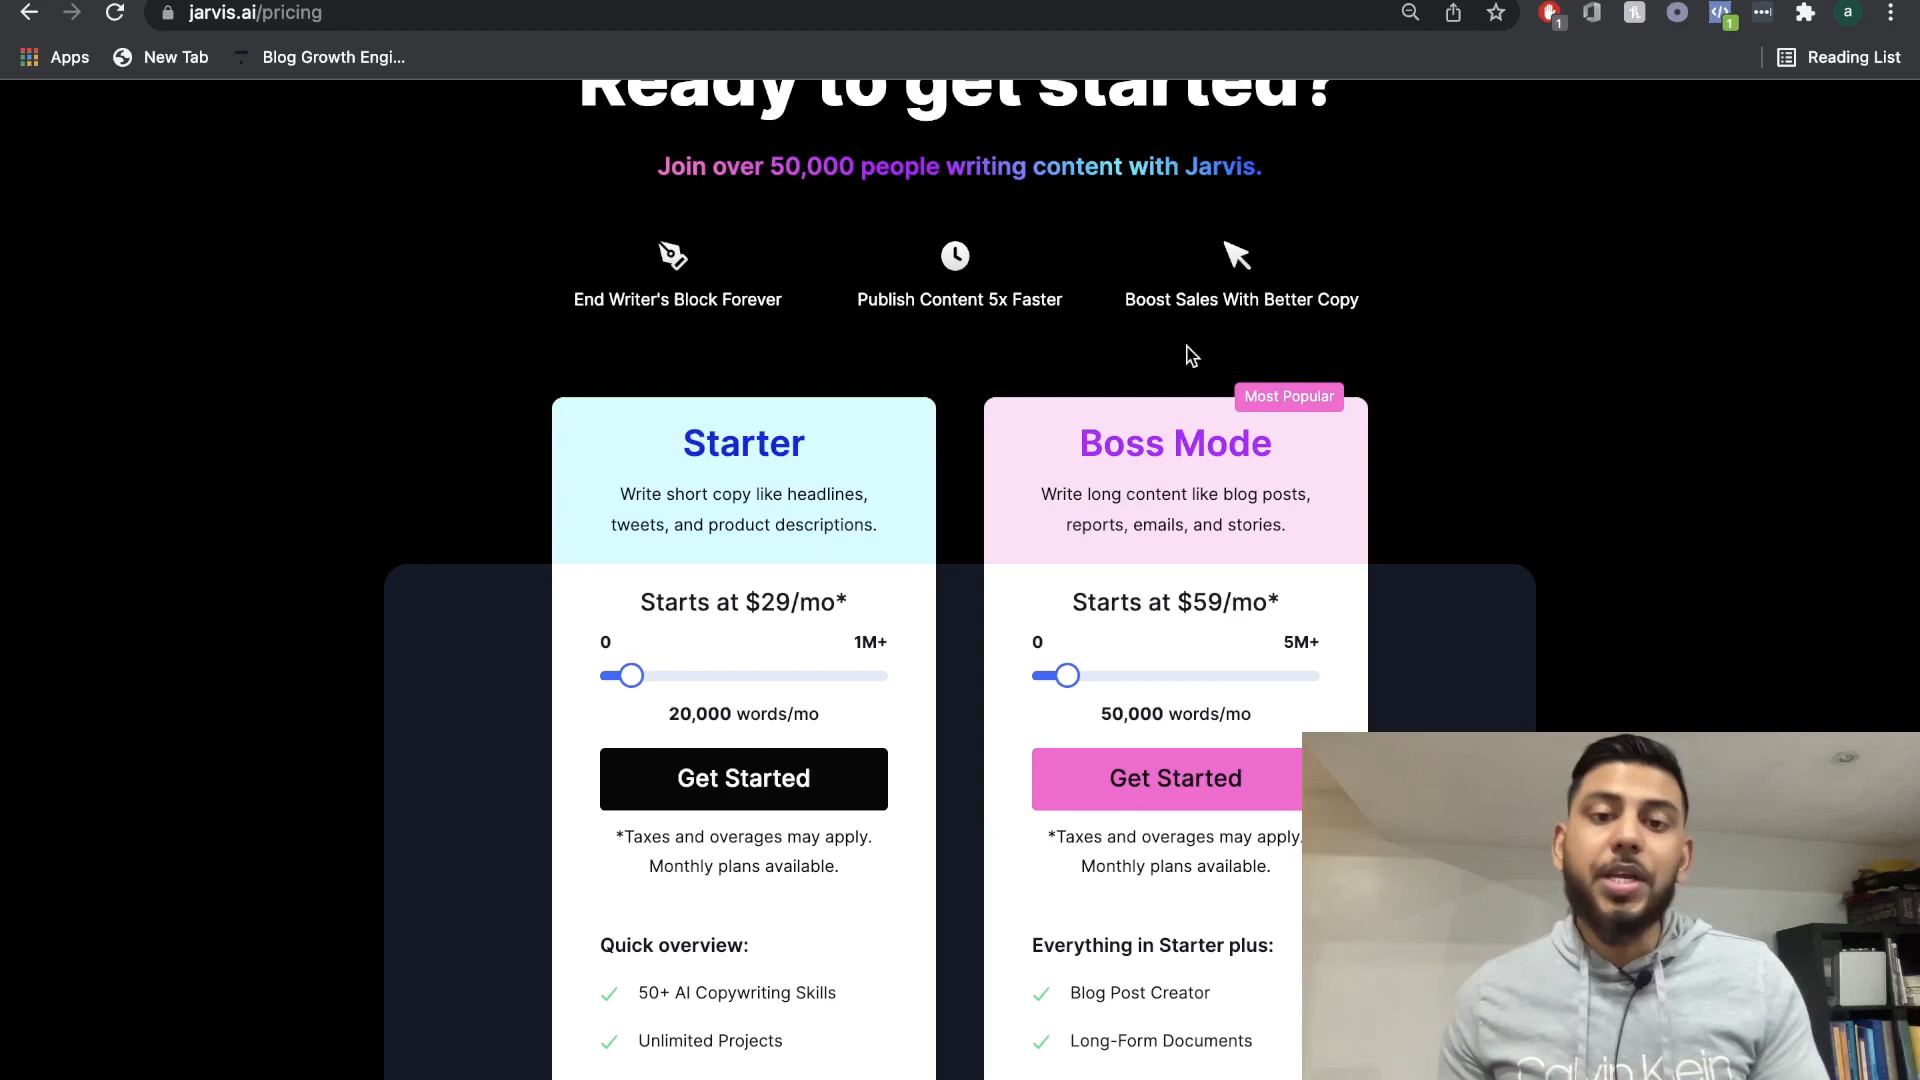 jarvis.ai/pricing
1
1
a
Apps
New Tab
Blog Growth Engi...
Reading List
Ready to get started?
Join over 50,000 people writing content with Jarvis.
End Writer's Block Forever
Publish Content 5x Faster
Boost Sales With Better Copy
Most Popular
Starter
Write short copy like headlines,
tweets, and product descriptions.
Starts at $29/mo*
0 1M+
20,000 words/mo
Get Started
*Taxes and overages may apply.
Monthly plans available.
Quick overview:
50+ AI Copywriting Skills
Unlimited Projects
Boss Mode
Write long content like blog posts,
reports, emails, and stories.
Starts at $59/mo*
0 5M+
50,000 words/mo
Get Started
*Taxes and overages may apply.
Monthly plans available.
Everything in Starter plus:
Blog Post Creator
Long-Form Documents
Calvin Klein